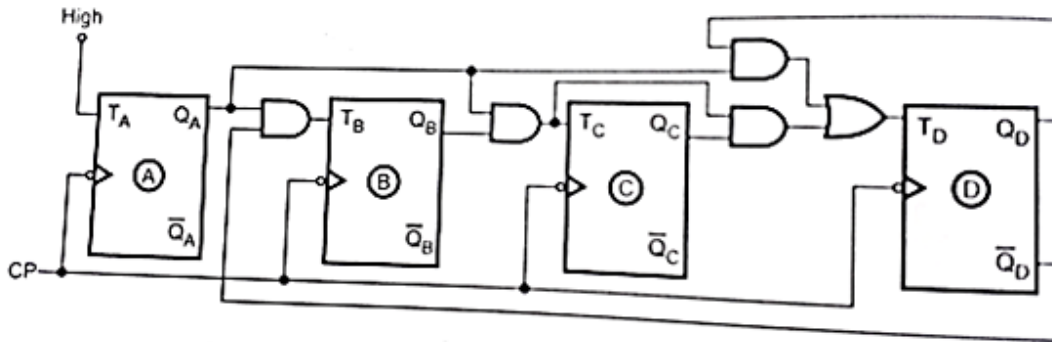 High
T_A Q_A
A
Q̅_A
T_B Q_B
B
Q̅_B
T_C Q_C
C
Q̅_C
T_D Q_D
D
Q̅_D
CP